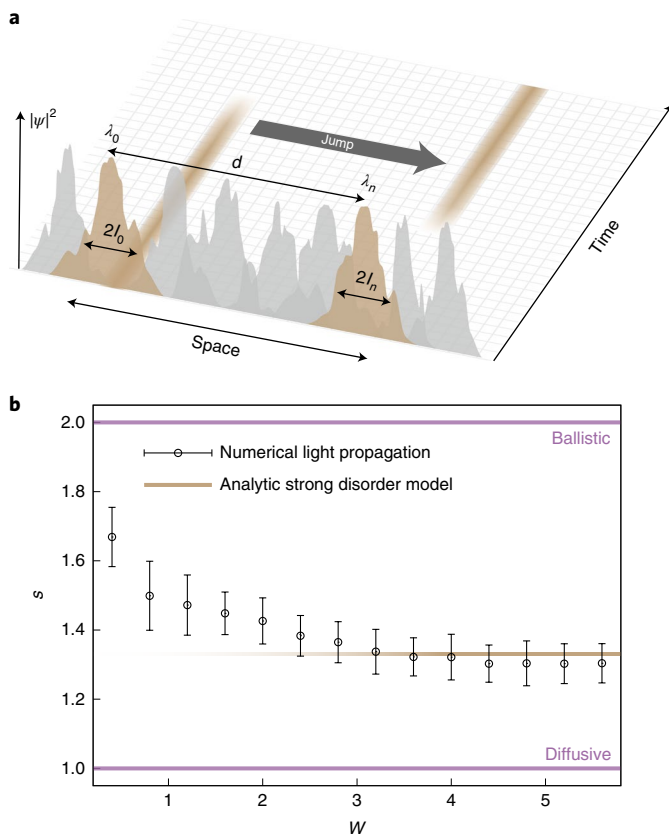 a
|ψ|²
λ₀
Jump
d
λₙ
2l₀
2lₙ
Time
Space
b
2.0
Ballistic
Numerical light propagation
Analytic strong disorder model
1.8
1.6
s
1.4
1.2
Diffusive
1.0
1 2 3 4 5
W